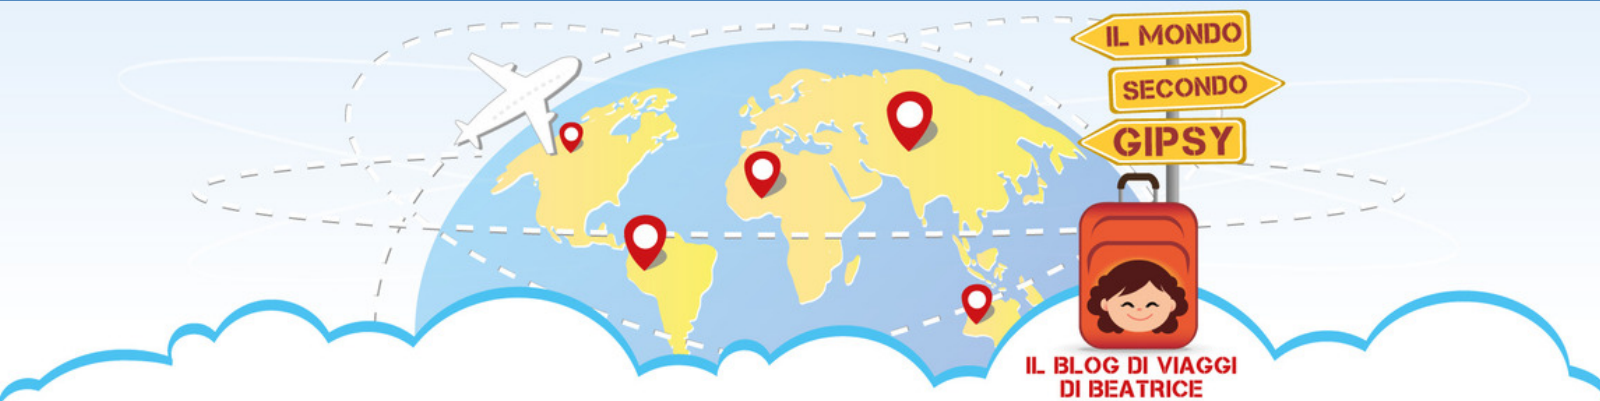 IL MONDO
SECONDO
GIPSY
IL BLOG DI VIAGGI
DI BEATRICE